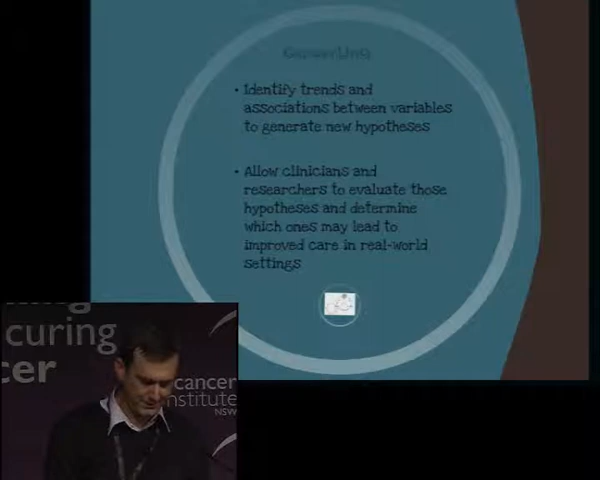 • Identify trends and
associations between variables
to generate new hypotheses
• Allow clinicians and
researchers to evaluate those
hypotheses and determine
which ones may lead to
improved care in real-world
settings
curing
cer
cancer
nstitute
NSW